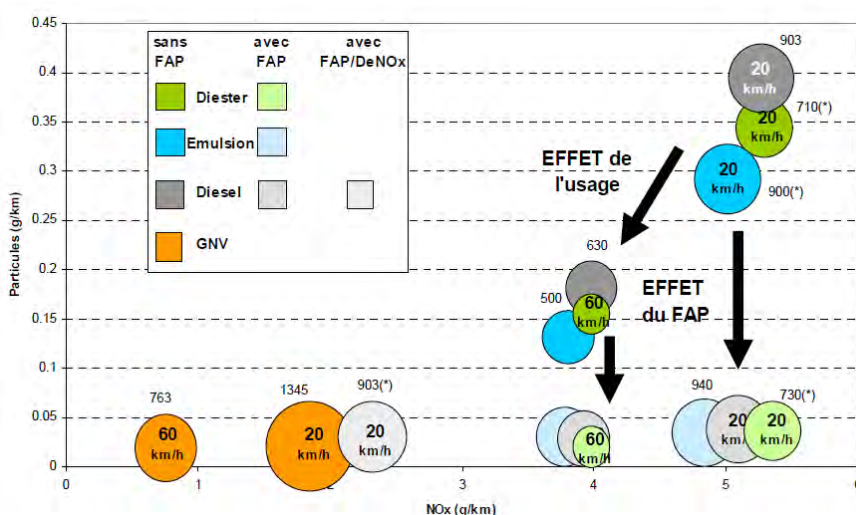 0.45
0.4
0.35
0.3
0.25
0.2
0.15
0.1
0.05
0
Particules (g/km)
sans FAP
avec FAP
avec FAP/DeNOx
Diester
Emulsion
Diesel
GNV
903
20 km/h
710(*)
20 km/h
20 km/h
900(*)
EFFET de l'usage
630
500
60 km/h
EFFET du FAP
763
60 km/h
1345
20 km/h
903(*)
20 km/h
60 km/h
940
20 km/h
730(*)
20 km/h
0 1 2 3 4 5 6
NOx (g/km)